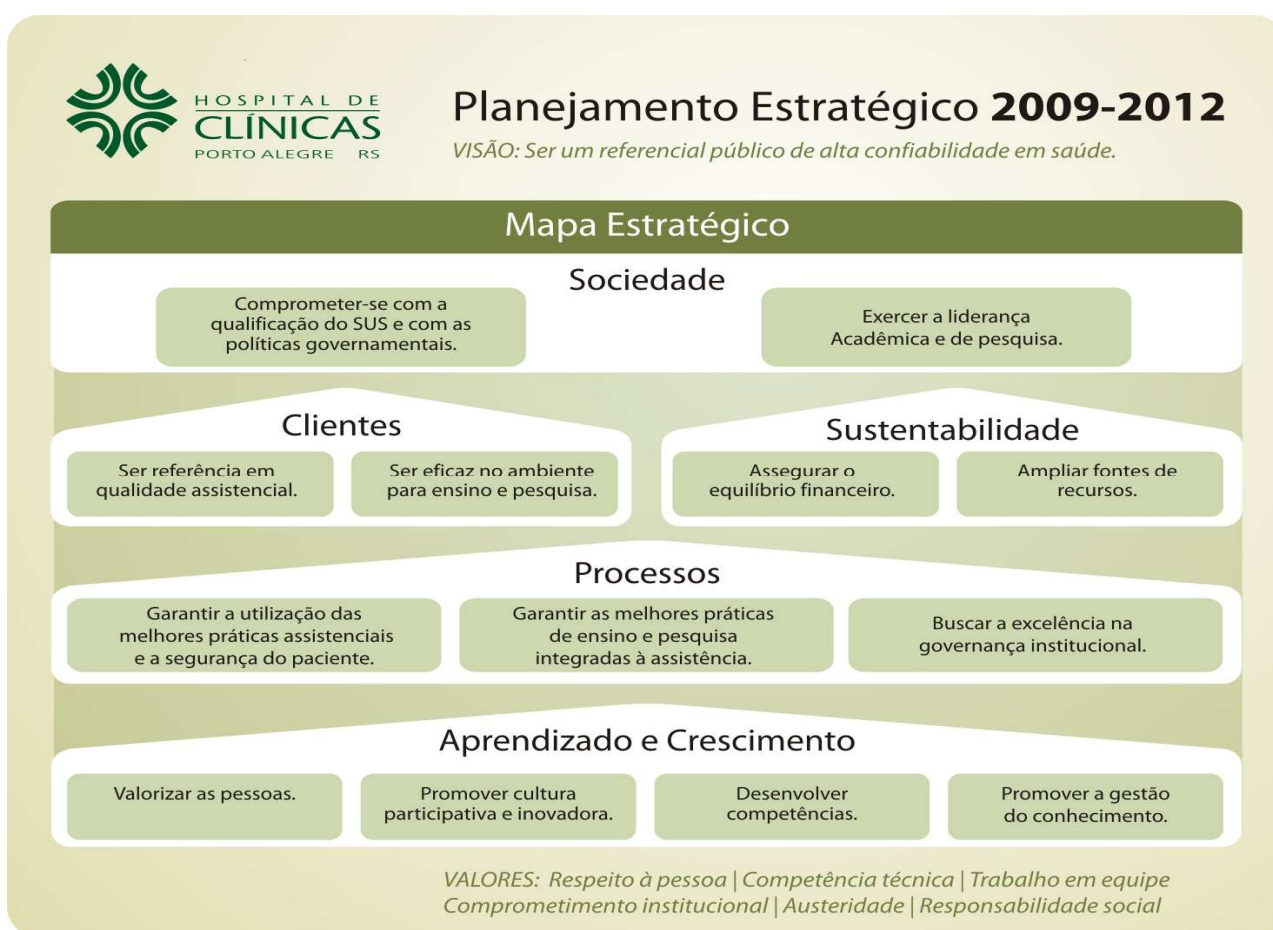 HOSPITAL DE
CLÍNICAS
PORTO ALEGRE RS
Planejamento Estratégico 2009-2012
VISÃO: Ser um referencial público de alta confiabilidade em saúde.
Mapa Estratégico
Sociedade
Comprometer-se com a
qualificação do SUS e com as
políticas governamentais.
Exercer a liderança
Acadêmica e de pesquisa.
Clientes
Ser referência em
qualidade assistencial.
Ser eficaz no ambiente
para ensino e pesquisa.
Sustentabilidade
Assegurar o
equilíbrio financeiro.
Ampliar fontes de
recursos.
Processos
Garantir a utilização das
melhores práticas assistenciais
e a segurança do paciente.
Garantir as melhores práticas
de ensino e pesquisa
integradas à assistência.
Buscar a excelência na
governança institucional.
Aprendizado e Crescimento
Valorizar as pessoas.
Promover cultura
participativa e inovadora.
Desenvolver
competências.
Promover a gestão
do conhecimento.
VALORES: Respeito à pessoa | Competência técnica | Trabalho em equipe
Comprometimento institucional | Austeridade | Responsabilidade social